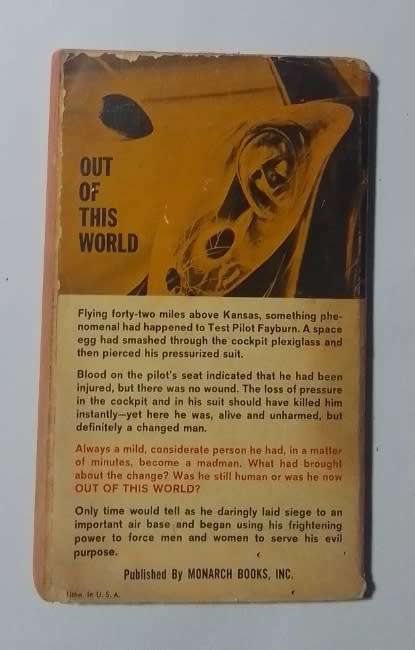 OUT
OF
THIS
WORLD
Flying forty-two miles above Kansas, something phe-
nomenal had happened to Test Pilot Fayburn. A space
egg had smashed through the cockpit plexiglass and
then pierced his pressurized suit.
Blood on the pilot's seat indicated that he had been
injured, but there was no wound. The loss of pressure
in the cockpit and in his suit should have killed him
instantly—yet here he was, alive and unharmed, but
definitely a changed man.
Always a mild, considerate person he had, in a matter
of minutes, become a madman. What had brought
about the change? Was he still human or was he now
OUT OF THIS WORLD?
Only time would tell as he daringly laid siege to an
important air base and began using his frightening
power to force men and women to serve his evil
purpose.
Published By MONARCH BOOKS, INC.
In U. S. A.